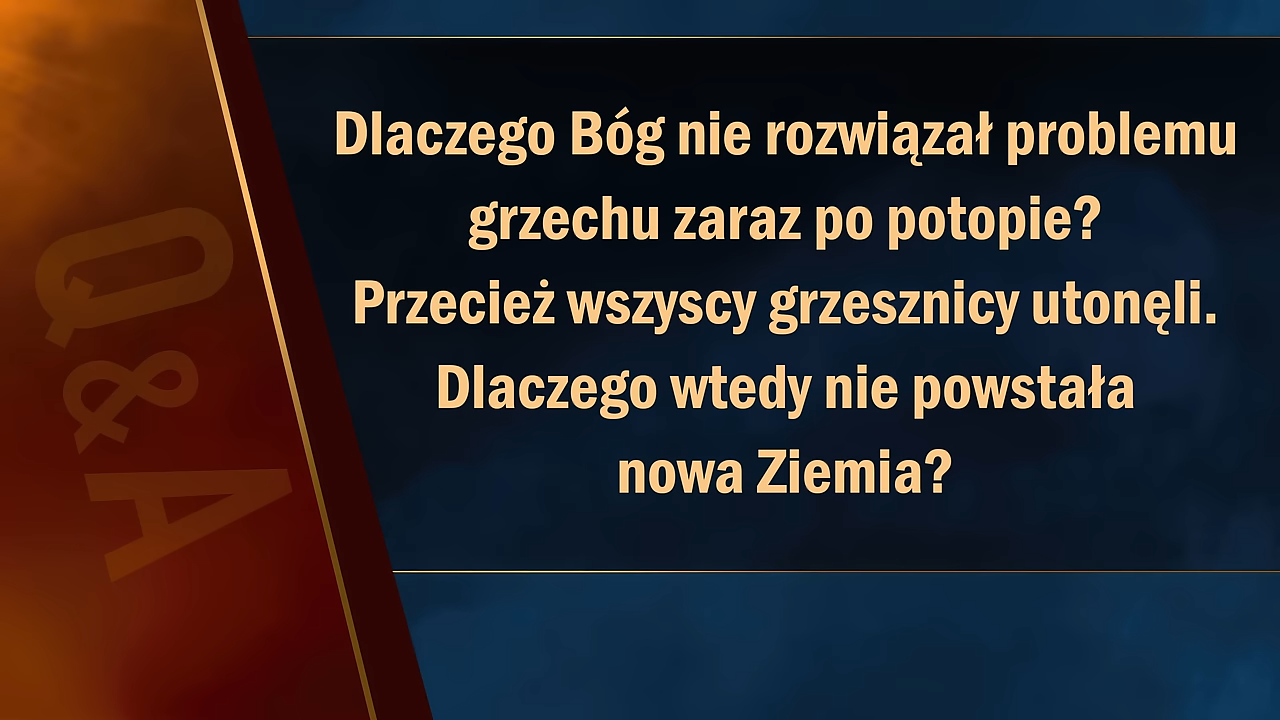 Q & A
Dlaczego Bóg nie rozwiązał problemu
grzechu zaraz po potopie?
Przecież wszyscy grzesznicy utonęli.
Dlaczego wtedy nie powstała
nowa Ziemia?